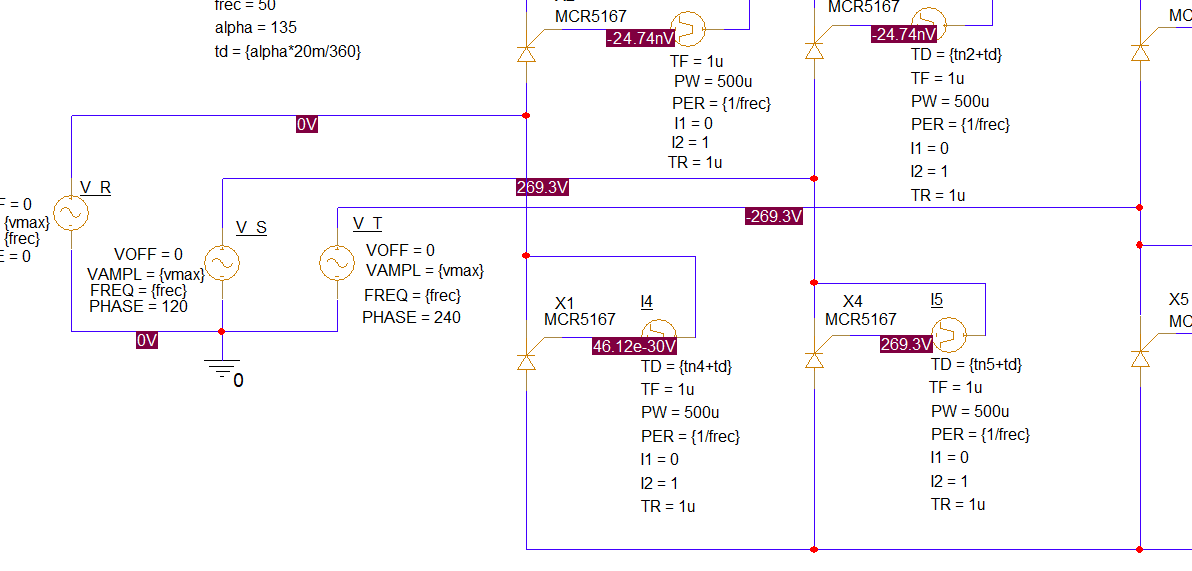 frec = 50
alpha = 135
td = {alpha*20m/360}
MCR5167
-24.74nV
TF = 1u
PW = 500u
PER = {1/frec}
I1 = 0
I2 = 1
TR = 1u
MCR5167
-24.74nV
TD = {tn2+td}
TF = 1u
PW = 500u
PER = {1/frec}
I1 = 0
I2 = 1
TR = 1u
MC
0V
269.3V
-269.3V
V_R
= 0
{vmax}
{frec}
= 0
V_S
VOFF = 0
VAMPL = {vmax}
FREQ = {frec}
PHASE = 120
V_T
VOFF = 0
VAMPL = {vmax}
FREQ = {frec}
PHASE = 240
0V
0
X1
MCR5167
I4
46.12e-30V
TD = {tn4+td}
TF = 1u
PW = 500u
PER = {1/frec}
I1 = 0
I2 = 1
TR = 1u
X4
MCR5167
I5
269.3V
TD = {tn5+td}
TF = 1u
PW = 500u
PER = {1/frec}
I1 = 0
I2 = 1
TR = 1u
X5
MC